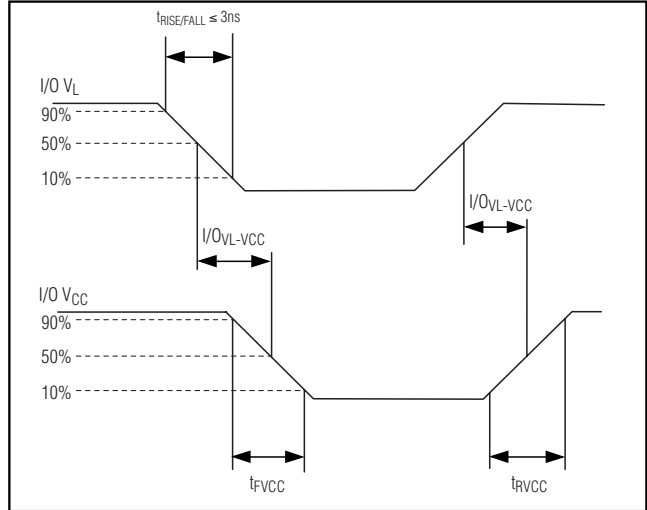 tRISE/FALL ≤ 3ns
I/O VL
90%
50%
10%
I/OVL-VCC
I/OVL-VCC
I/O VCC
90%
50%
10%
tFVCC
tRVCC